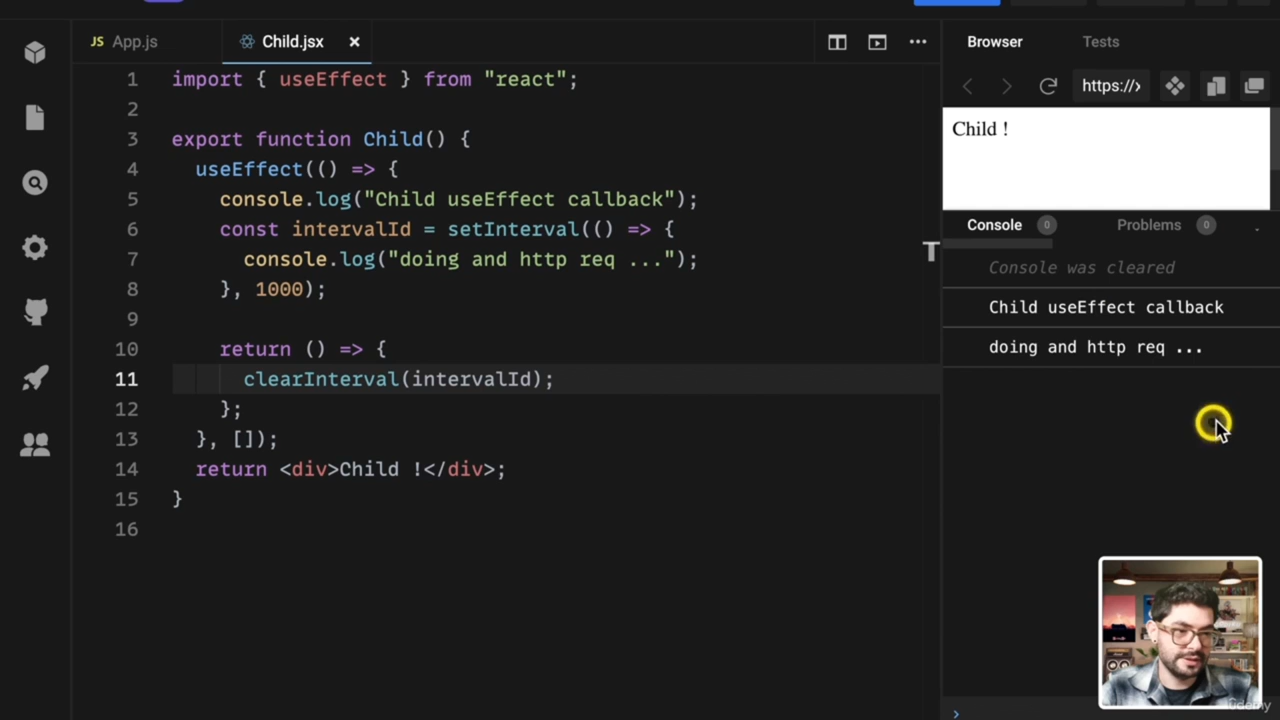 JS App.js
Child.jsx ×
Browser
Tests
https://
1 import { useEffect } from "react";
2
3 export function Child() {
4 useEffect(() => {
5 console.log("Child useEffect callback");
6 const intervalId = setInterval(() => {
7 console.log("doing and http req ...");
8 }, 1000);
9
10 return () => {
11 clearInterval(intervalId);
12 };
13 }, []);
14 return <div>Child !</div>;
15 }
16
T
Child !
Console 0
Problems 0
Console was cleared
Child useEffect callback
doing and http req ...
›
udemy